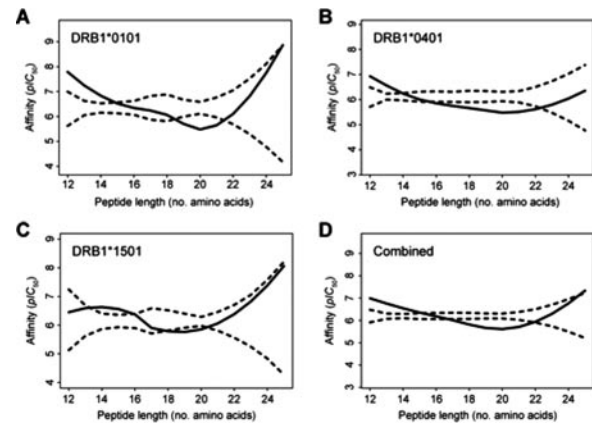 A
DRB1*0101
Affinity (pIC50)
9
8
7
6
5
4
12 14 16 18 20 22 24
Peptide length (no. amino acids)
B
DRB1*0401
Affinity (pIC50)
9
8
7
6
5
4
3
12 14 16 18 20 22 24
Peptide length (no. amino acids)
C
DRB1*1501
Affinity (pIC50)
9
8
7
6
5
4
12 14 16 18 20 22 24
Peptide length (no. amino acids)
D
Combined
Affinity (pIC50)
9
8
7
6
5
4
3
12 14 16 18 20 22 24
Peptide length (no. amino acids)